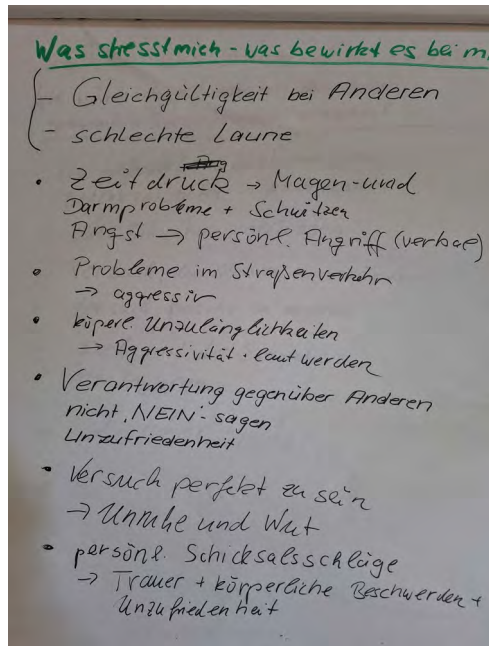 Was stresst mich - was bewirkt es bei m
- Gleichgültigkeit bei Anderen
- schlechte Laune
• Zeitdruck → Magen- und
Darmprobleme + Schwitzen
Angst → persönl. Angriff (verbal)
• Probleme im Straßenverkehr
→ aggressiv
• köperl. Unzulänglichkeiten
→ Aggressivität · laut werden
• Verantwortung gegenüber Anderen
nicht "NEIN"- sagen
Unzufriedenheit
• Versuch perfekt zu sein
→ Unruhe und Wut
• persönl. Schicksalsschläge
→ Trauer + körperliche Beschwerden +
Unzufriedenheit